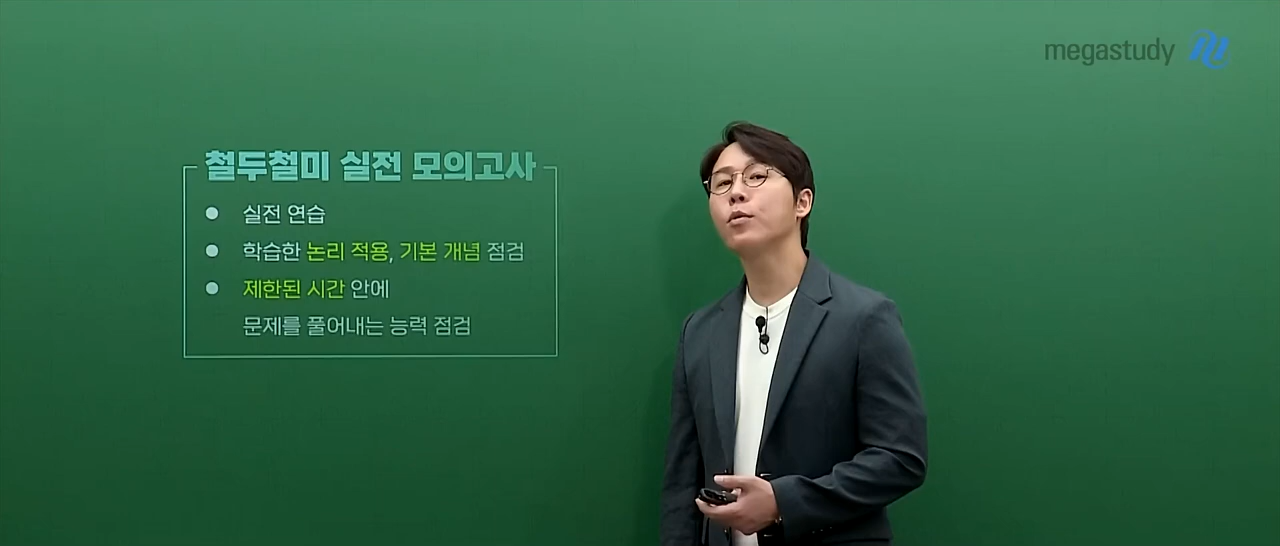 megastudy
철두철미 실전 모의고사
실전 연습
학습한 논리 적용, 기본 개념 점검
제한된 시간 안에
문제를 풀어내는 능력 점검